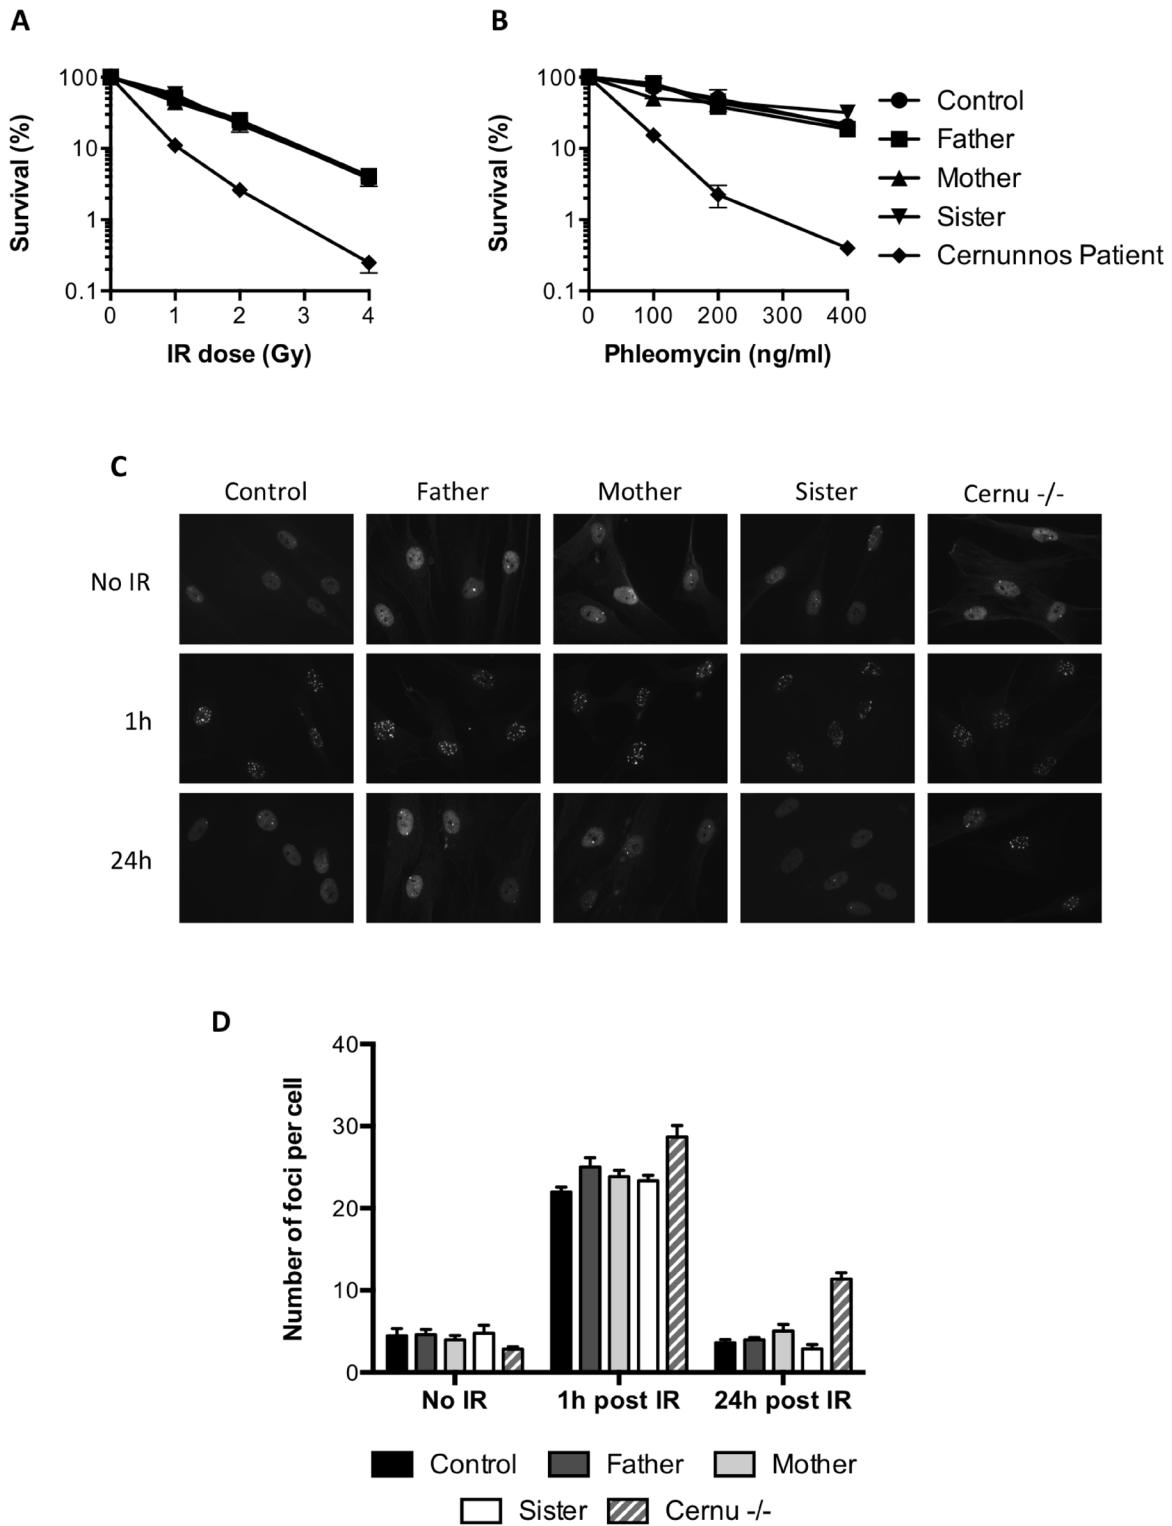 A
B
Survival (%)
100
10
1
0.1
0 1 2 3 4
IR dose (Gy)
Survival (%)
100
10
1
0.1
0 100 200 300 400
Phleomycin (ng/ml)
Control
Father
Mother
Sister
Cernunnos Patient
C
Control Father Mother Sister Cernu -/-
No IR
1h
24h
D
Number of foci per cell
40
30
20
10
0
No IR 1h post IR 24h post IR
Control Father Mother
Sister Cernu -/-